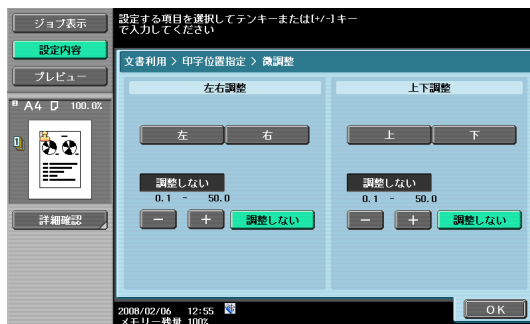 ジョブ表示
設定する項目を選択してテンキーまたは[+/-]キー
で入力してください
設定内容
プレビュー
文書利用 > 印字位置指定 > 微調整
左右調整
上下調整
A4 100.0%
左
右
上
下
1
調整しない
0.1 - 50.0
調整しない
0.1 - 50.0
－
＋
調整しない
－
＋
調整しない
詳細確認
2008/02/06 12:55
メモリー残量 100%
OK